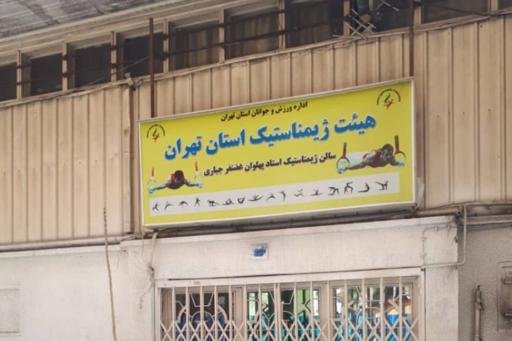 اداره ورزش و جوانان استان تهران
هیئت ژیمناستیک استان تهران
سالن ژیمناستیک استاد پهلوان غضنفر جباری